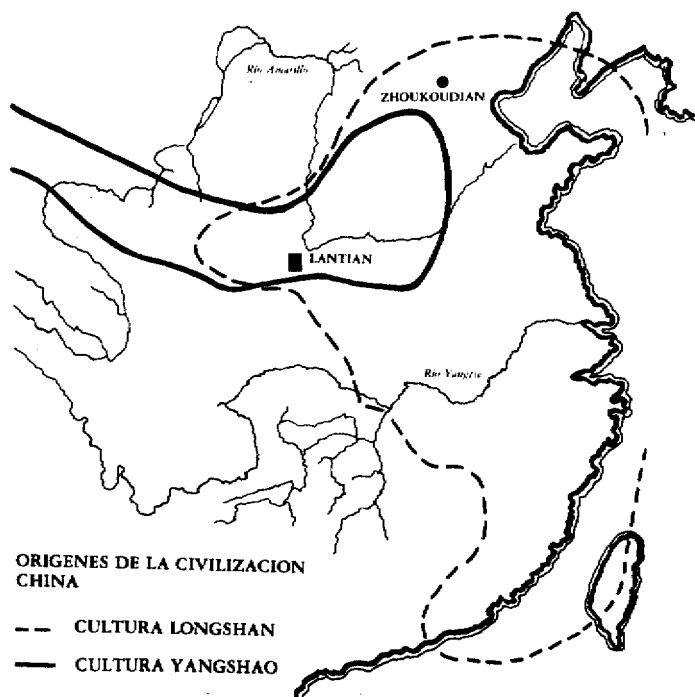 Río Amarillo
ZHOUKOUDIAN
LANTIAN
Río Yangtse
ORIGENES DE LA CIVILIZACION
CHINA
CULTURA LONGSHAN
CULTURA YANGSHAO